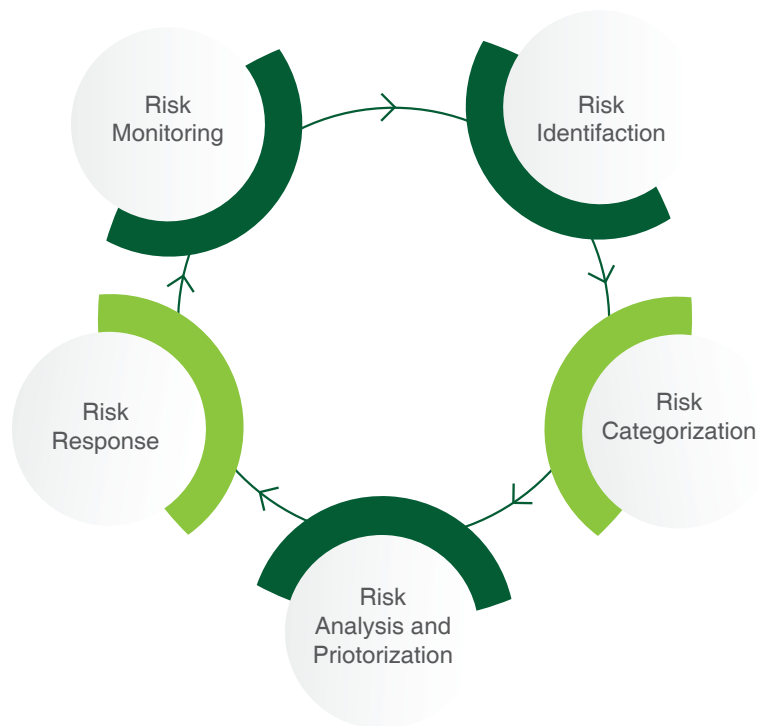 Risk
Monitoring
Risk
Identifaction
Risk
Categorization
Risk
Analysis and
Priotorization
Risk
Response